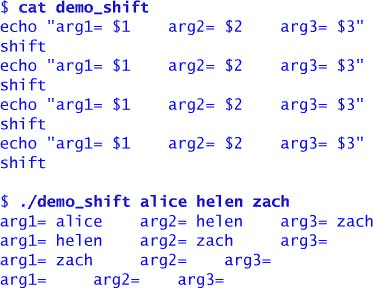 $ cat demo_shift
echo "arg1= $1    arg2= $2    arg3= $3"
shift
echo "arg1= $1    arg2= $2    arg3= $3"
shift
echo "arg1= $1    arg2= $2    arg3= $3"
shift
echo "arg1= $1    arg2= $2    arg3= $3"
shift
$ ./demo_shift alice helen zach
arg1= alice    arg2= helen    arg3= zach
arg1= helen    arg2= zach    arg3=
arg1= zach    arg2=    arg3=
arg1=    arg2=    arg3=